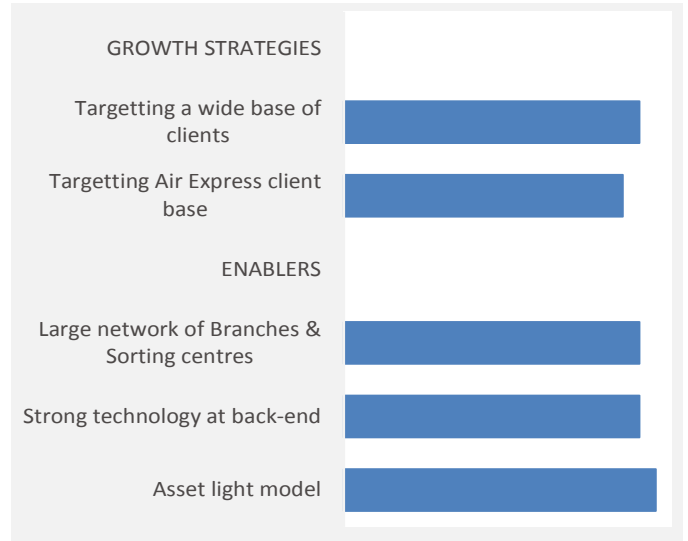 GROWTH STRATEGIES
Targetting a wide base of
clients
Targetting Air Express client
base
ENABLERS
Large network of Branches &
Sorting centres
Strong technology at back-end
Asset light model